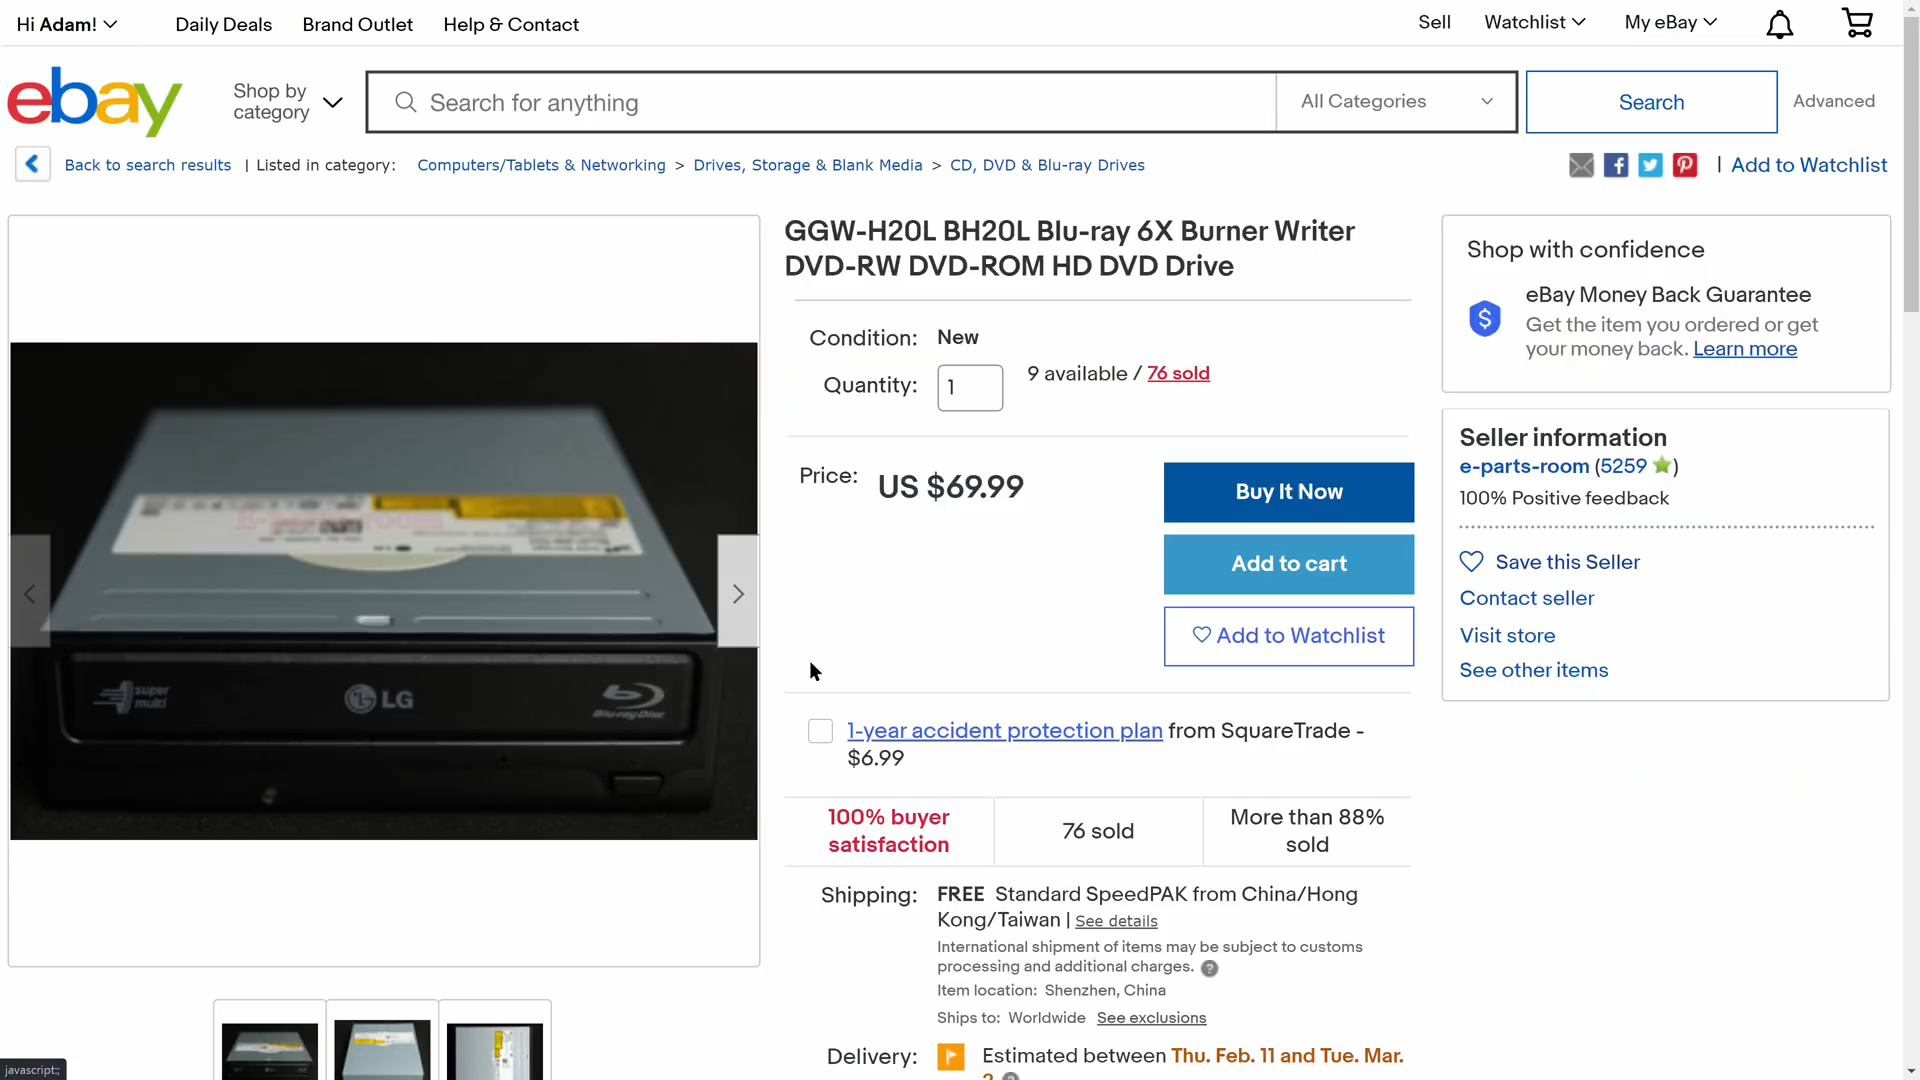 Hi Adam!
Daily Deals
Brand Outlet
Help & Contact
Sell
Watchlist
My eBay
ebay
Shop by
category
Search for anything
All Categories
Search
Advanced
Back to search results
| Listed in category:
Computers/Tablets & Networking > Drives, Storage & Blank Media > CD, DVD & Blu-ray Drives
| Add to Watchlist
GGW-H20L BH20L Blu-ray 6X Burner Writer
DVD-RW DVD-ROM HD DVD Drive
Condition: New
Quantity: 1
9 available / 76 sold
Price: US $69.99
Buy It Now
Add to cart
Add to Watchlist
1-year accident protection plan from SquareTrade -
$6.99
100% buyer
satisfaction
76 sold
More than 88%
sold
Shipping: FREE Standard SpeedPAK from China/Hong
Kong/Taiwan | See details
International shipment of items may be subject to customs
processing and additional charges. ?
Item location: Shenzhen, China
Ships to: Worldwide See exclusions
Delivery: Estimated between Thu. Feb. 11 and Tue. Mar.
Shop with confidence
$
eBay Money Back Guarantee
Get the item you ordered or get
your money back. Learn more
Seller information
e-parts-room (5259)
100% Positive feedback
Save this Seller
Contact seller
Visit store
See other items
super
multi
LG
Blu-ray Disc
javascript:;